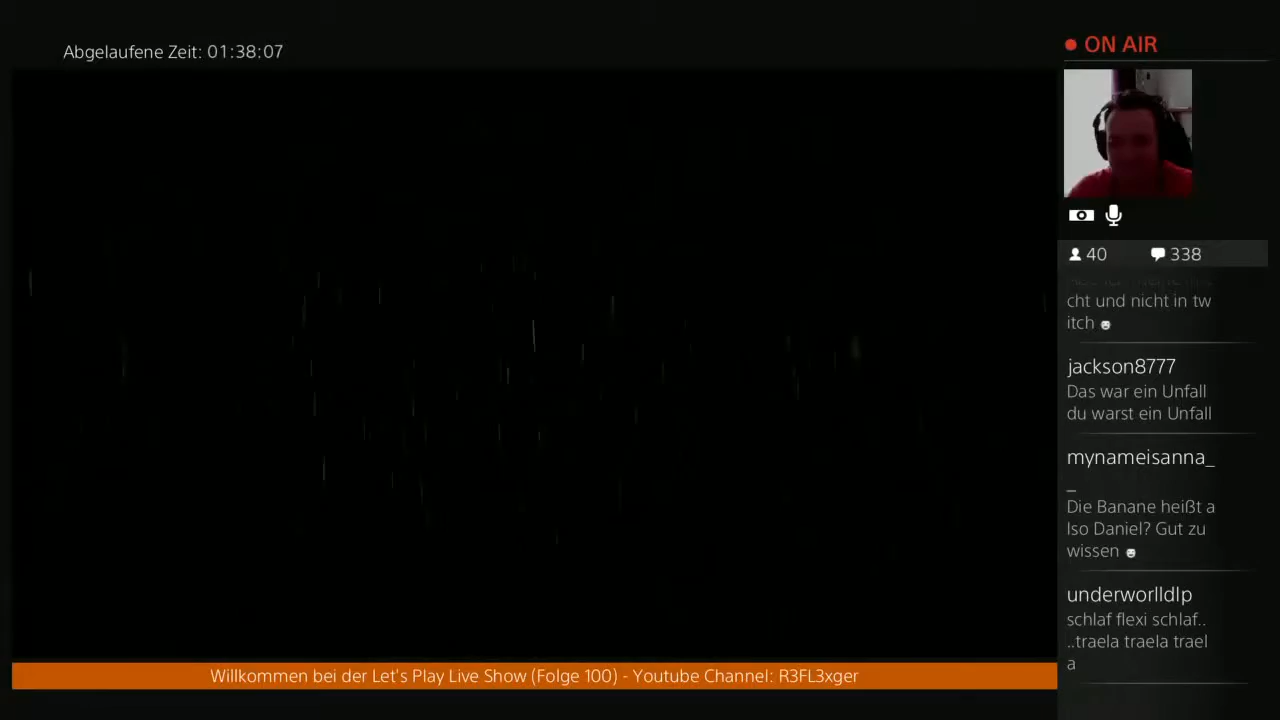 Abgelaufene Zeit: 01:38:07
ON AIR
40
338
cht und nicht in tw
itch
jackson8777
Das war ein Unfall
du warst ein Unfall
mynameisanna_
_
Die Banane heißt a
lso Daniel? Gut zu
wissen
underworlldlp
schlaf flexi schlaf..
..traela traela trael
a
Willkommen bei der Let's Play Live Show (Folge 100) - Youtube Channel: R3FL3xger